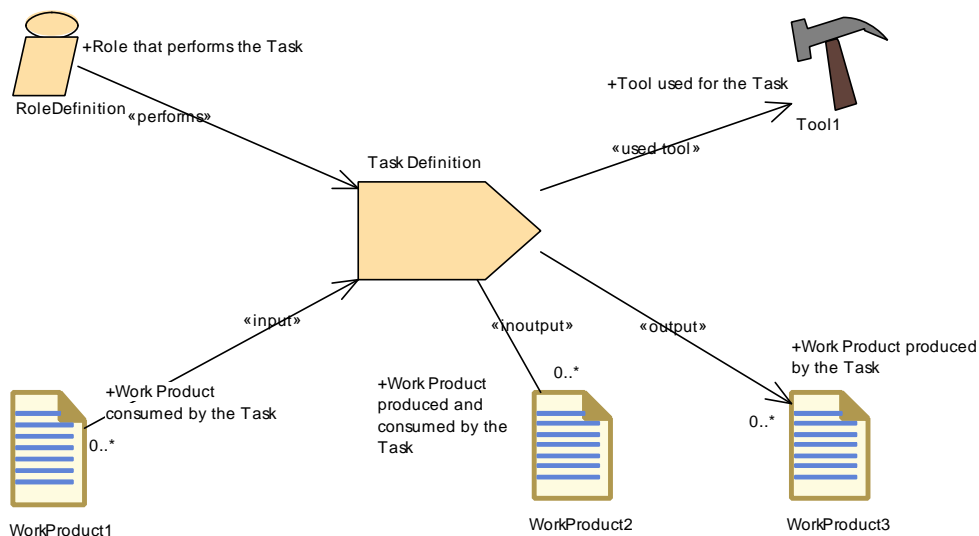 +Role that performs the Task
RoleDefinition
«performs»
+Tool used for the Task
Tool1
«used tool»
Task Definition
«input»
«inoutput»
«output»
+Work Product
consumed by the Task
0..*
+Work Product
produced and
consumed by the
Task
0..*
+Work Product produced
by the Task
0..*
WorkProduct1
WorkProduct2
WorkProduct3